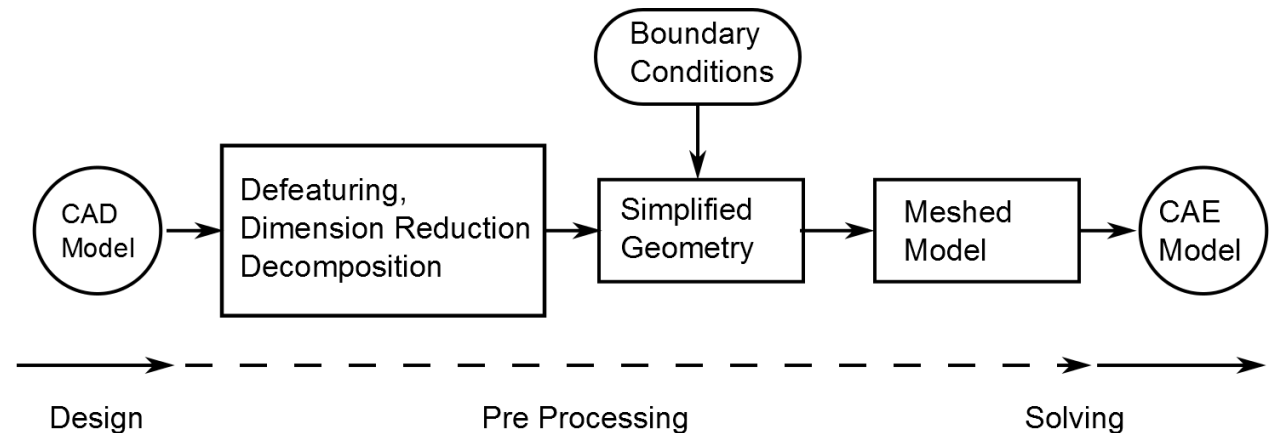 Boundary
Conditions
CAD
Model
Defeaturing,
Dimension Reduction
Decomposition
Simplified
Geometry
Meshed
Model
CAE
Model
Design
Pre Processing
Solving